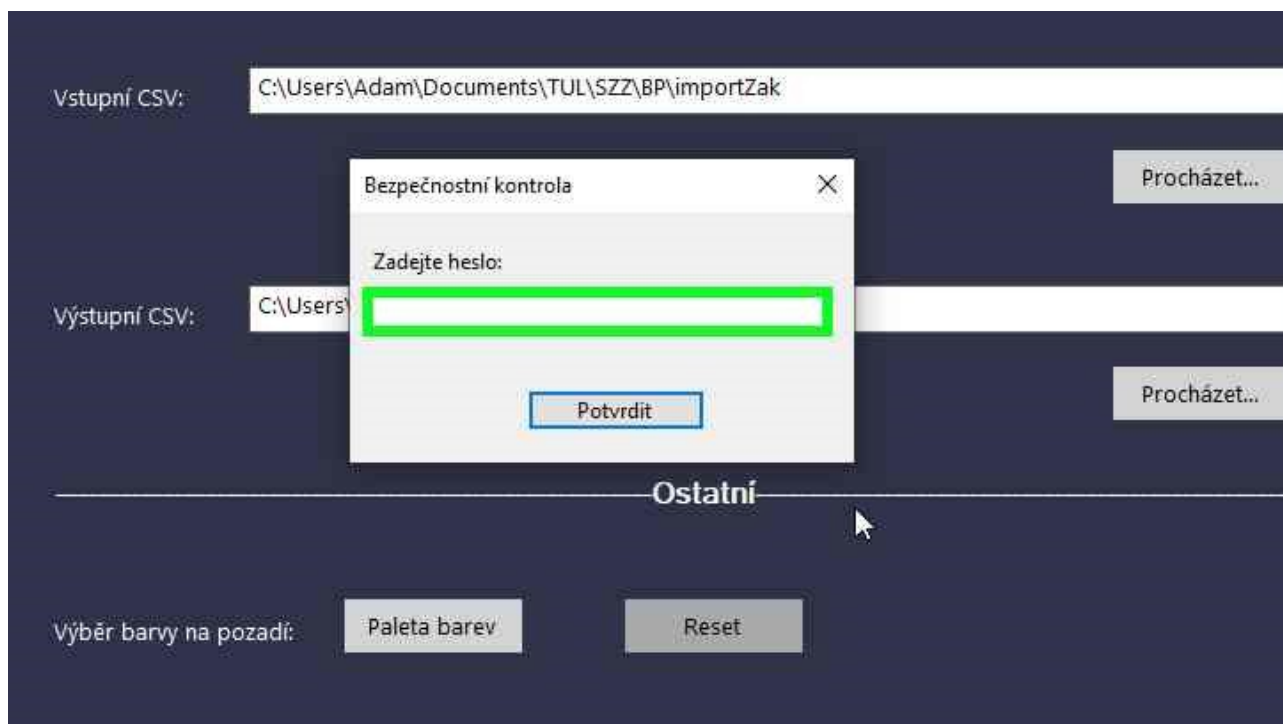 Vstupní CSV:
C:\Users\Adam\Documents\TUL\SZZ\BP\importZak
Procházet...
Bezpečnostní kontrola
Zadejte heslo:
Výstupní CSV:
C:\Users\
Procházet...
Potvrdit
Ostatní
Výběr barvy na pozadí:
Paleta barev
Reset